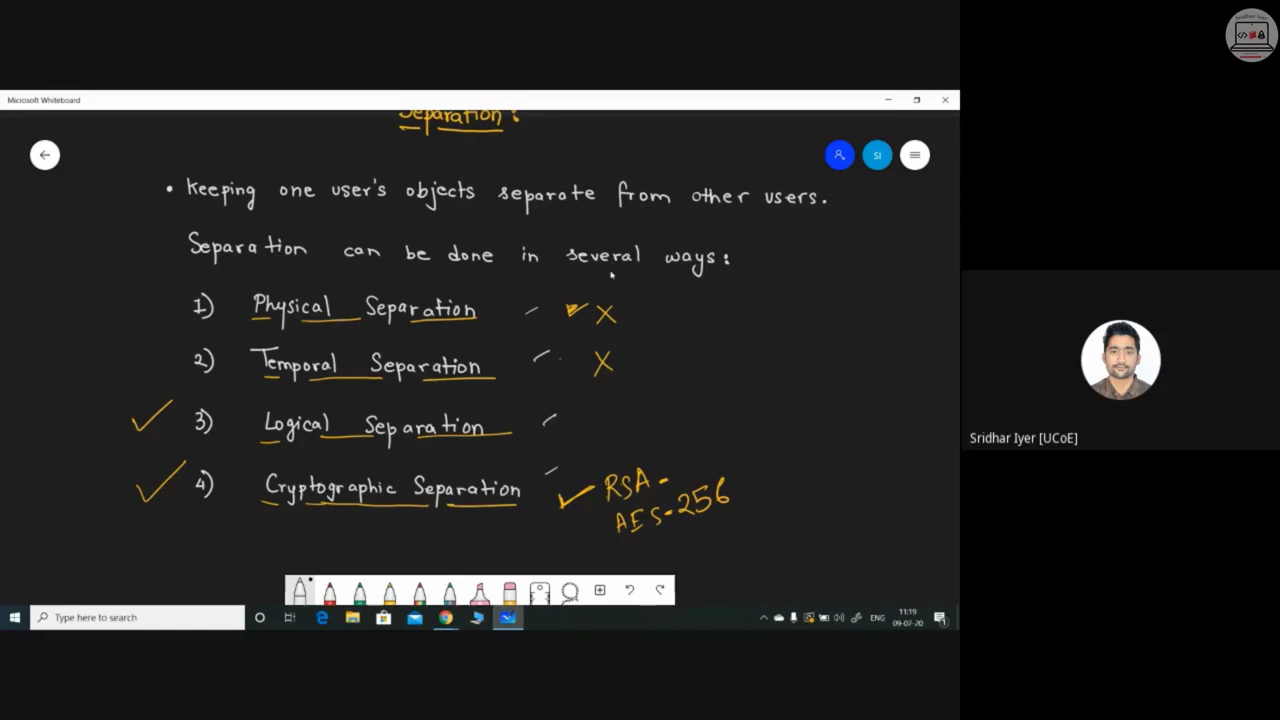 Sridhar Iyer
Microsoft Whiteboard
Separation :
SI
• Keeping one user's objects separate from other users.
Separation can be done in several ways :
1) Physical Separation
2) Temporal Separation
3) Logical Separation
4) Cryptographic Separation
RSA -
AES-256
Sridhar Iyer [UCoE]
Type here to search
ENG
11:19
09-07-20